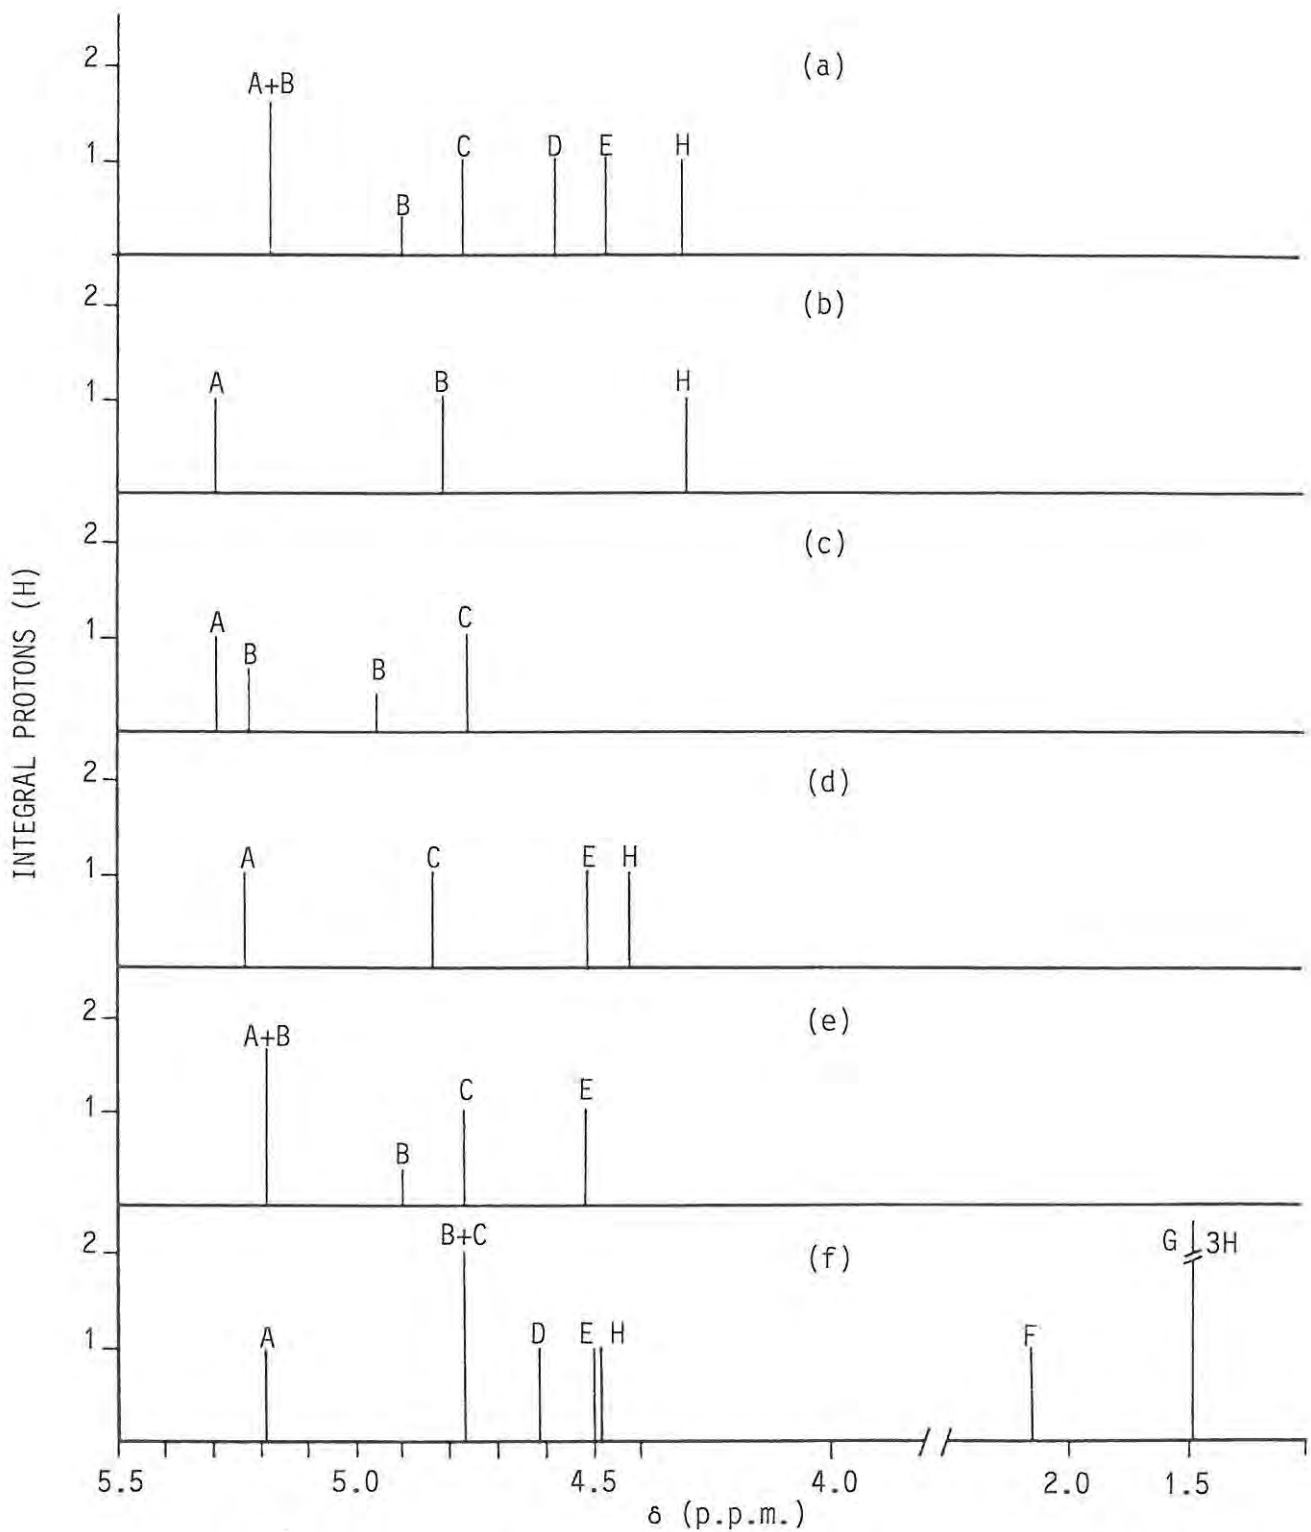 (a)
2
A+B
1
C D E H
B
(b)
2
1
A B H
(c)
2
1
A C
B B
(d)
2
1
A C E H
(e)
2
A+B
1
C E
B
(f)
2
B+C
G 3H
1
A D E H F
5.5 5.0 4.5 4.0 2.0 1.5
δ (p.p.m.)
INTEGRAL PROTONS (H)